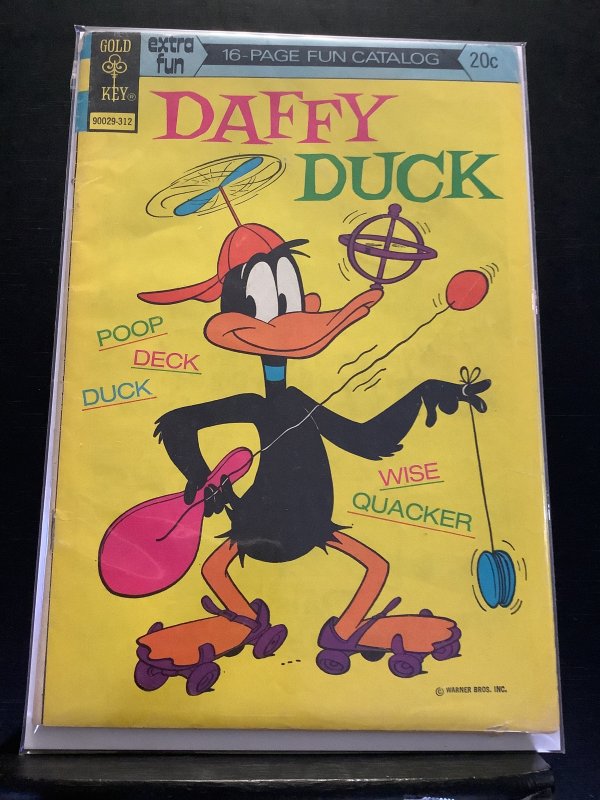 GOLD
KEY®
90029-312
extra
fun
16-PAGE FUN CATALOG
20c
DAFFY
DUCK
POOP
DECK
DUCK
WISE
QUACKER
© WARNER BROS. INC.